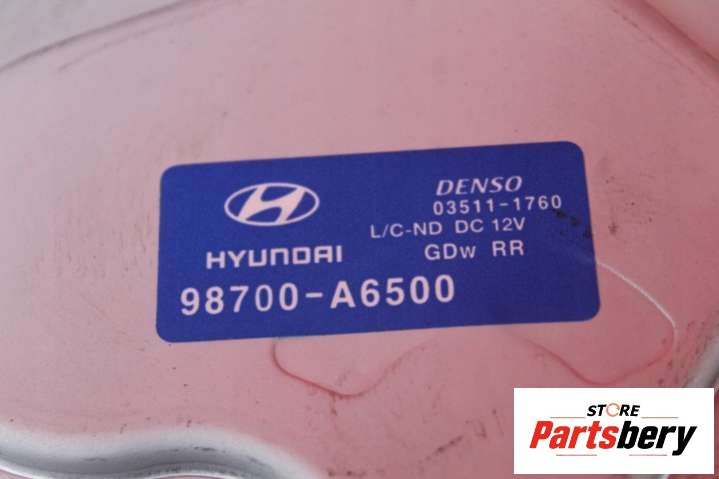 DENSO
03511-1760
L/C-ND DC 12V
HYUNDAI
GDw RR
98700-A6500
STORE
Partsbery